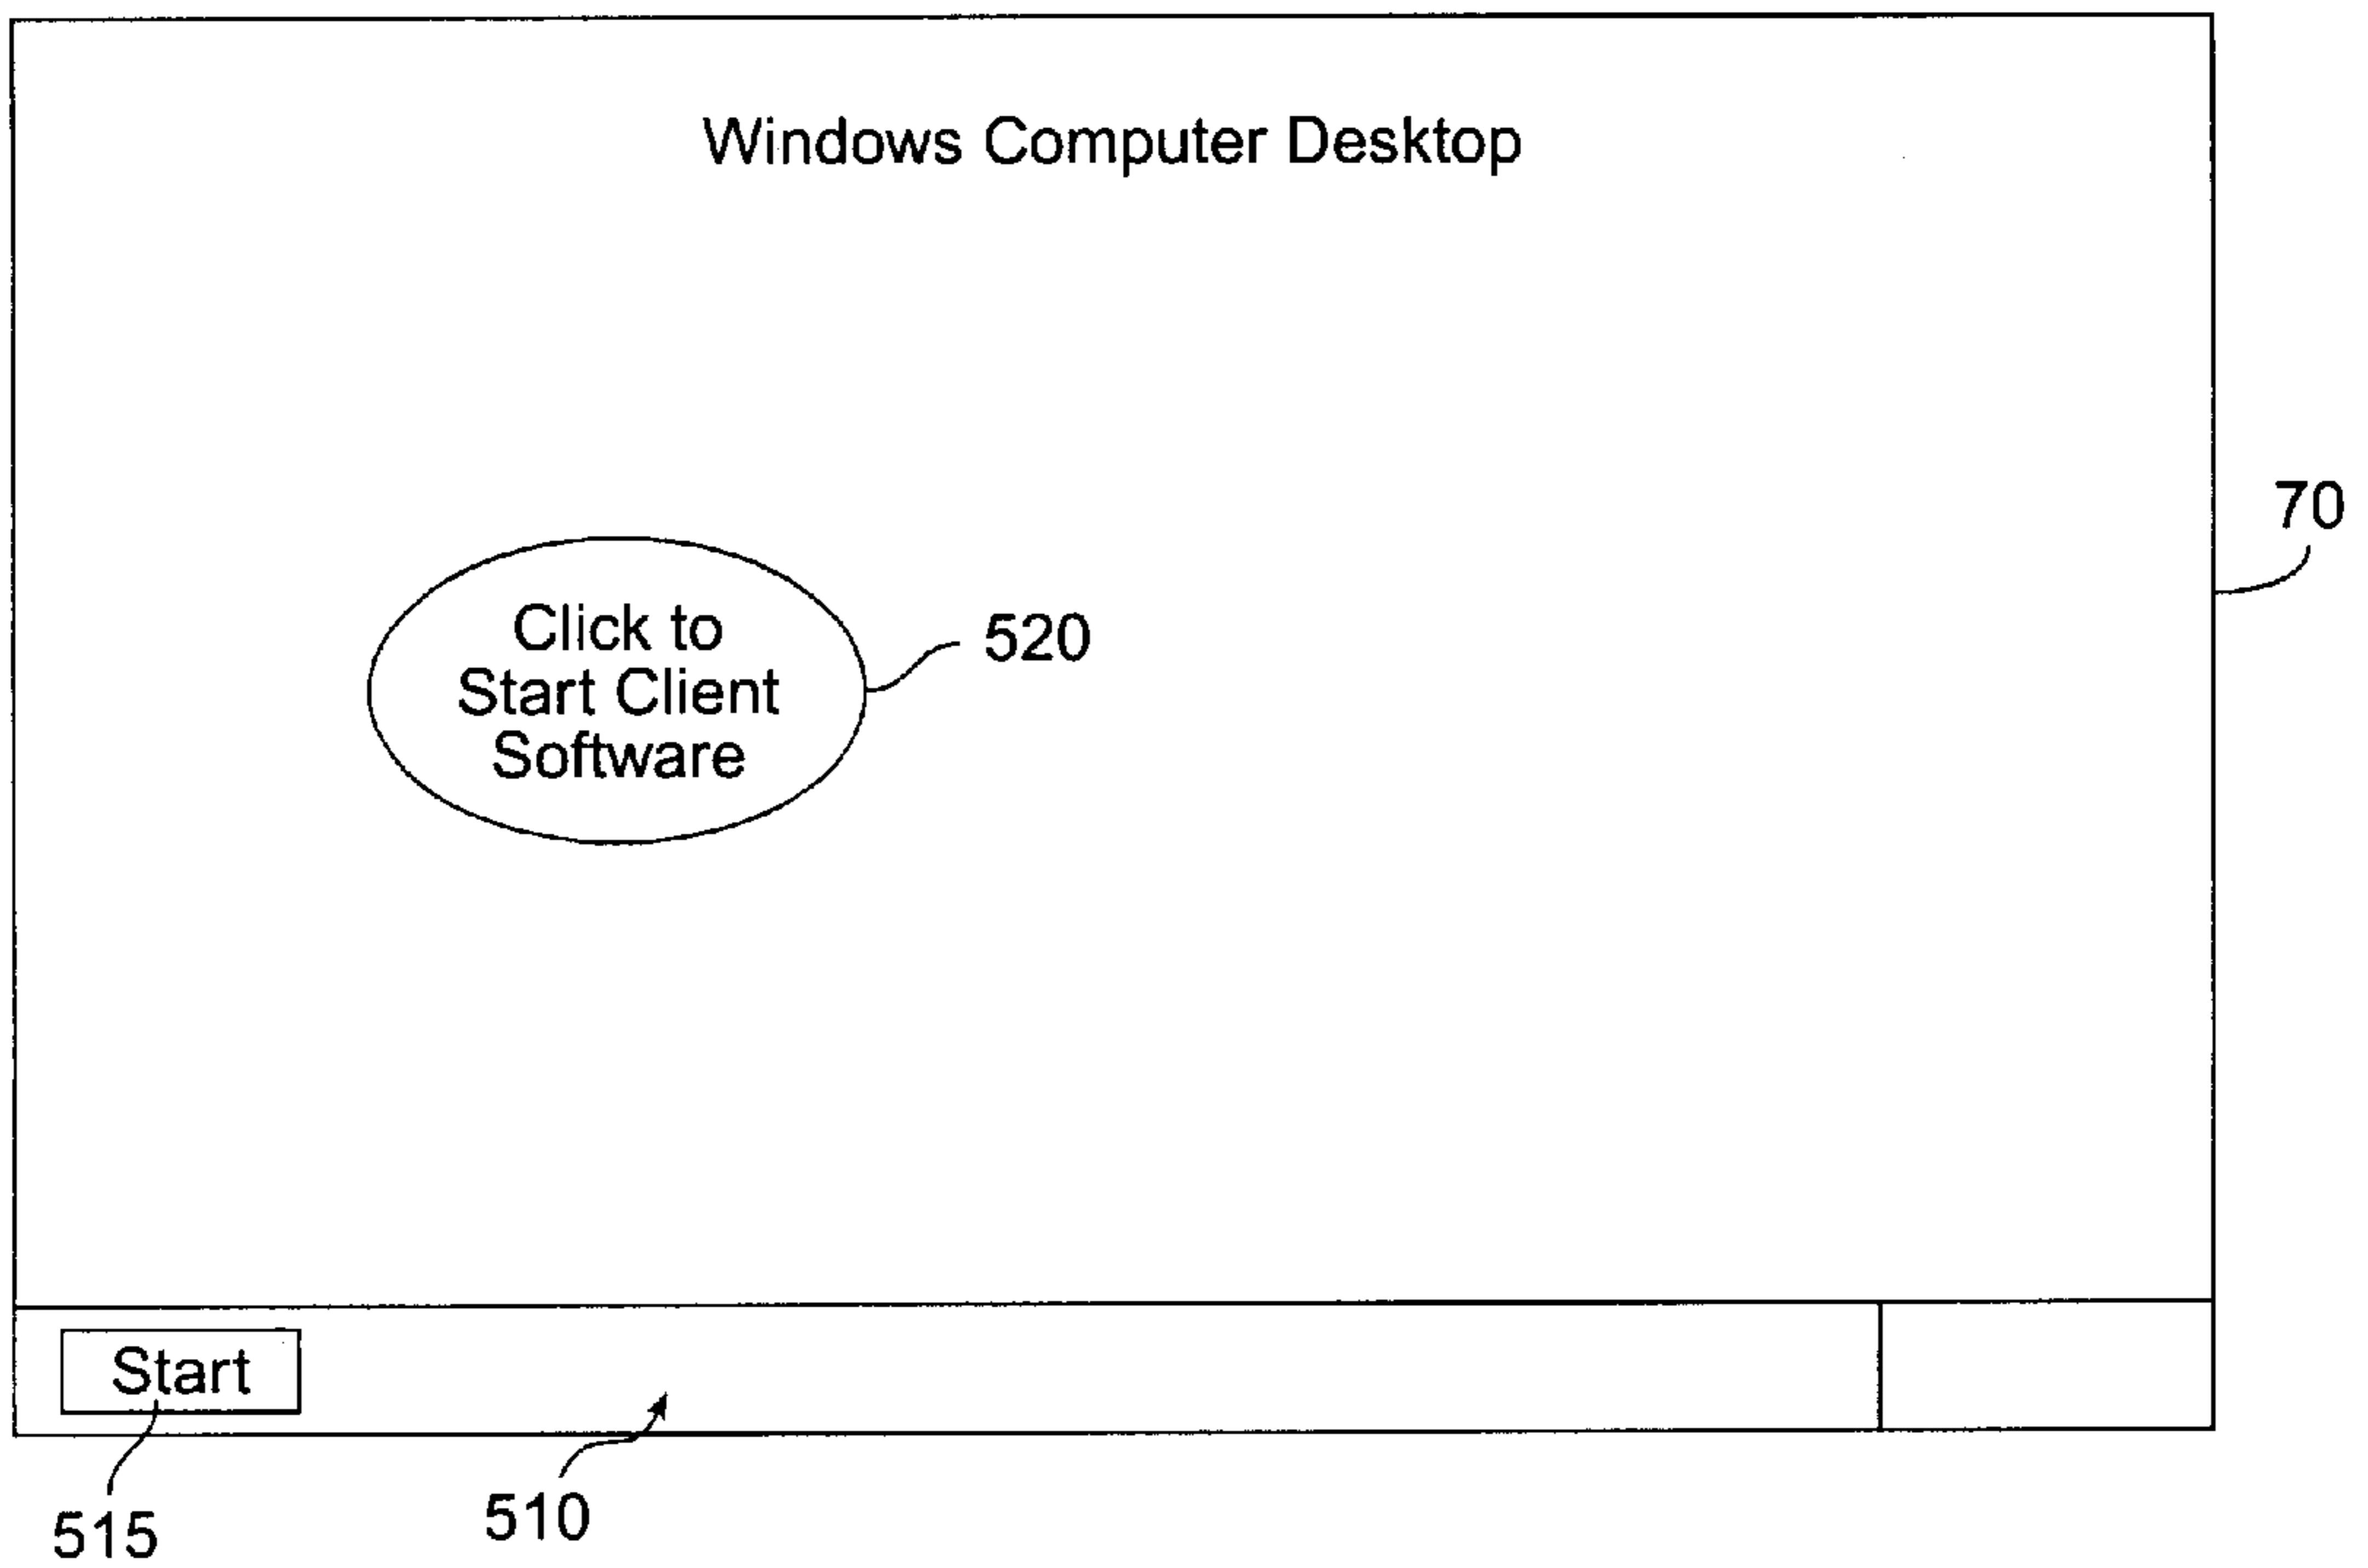 Windows Computer Desktop
70
Click to
Start Client
Software
520
Start
515
510